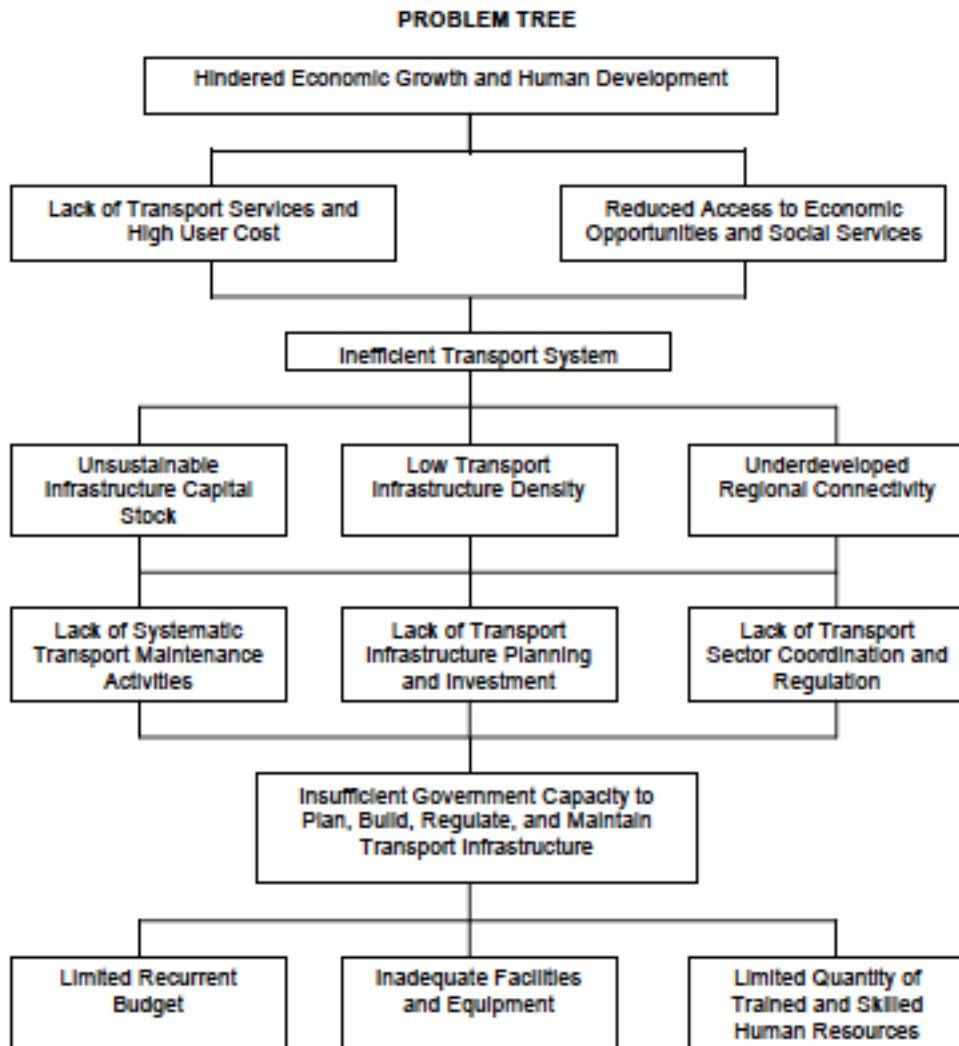 PROBLEM TREE
Hindered Economic Growth and Human Development
Lack of Transport Services and
High User Cost
Reduced Access to Economic
Opportunities and Social Services
Inefficient Transport System
Unsustainable
Infrastructure Capital
Stock
Low Transport
Infrastructure Density
Underdeveloped
Regional Connectivity
Lack of Systematic
Transport Maintenance
Activities
Lack of Transport
Infrastructure Planning
and Investment
Lack of Transport
Sector Coordination and
Regulation
Insufficient Government Capacity to
Plan, Build, Regulate, and Maintain
Transport Infrastructure
Limited Recurrent
Budget
Inadequate Facilities
and Equipment
Limited Quantity of
Trained and Skilled
Human Resources